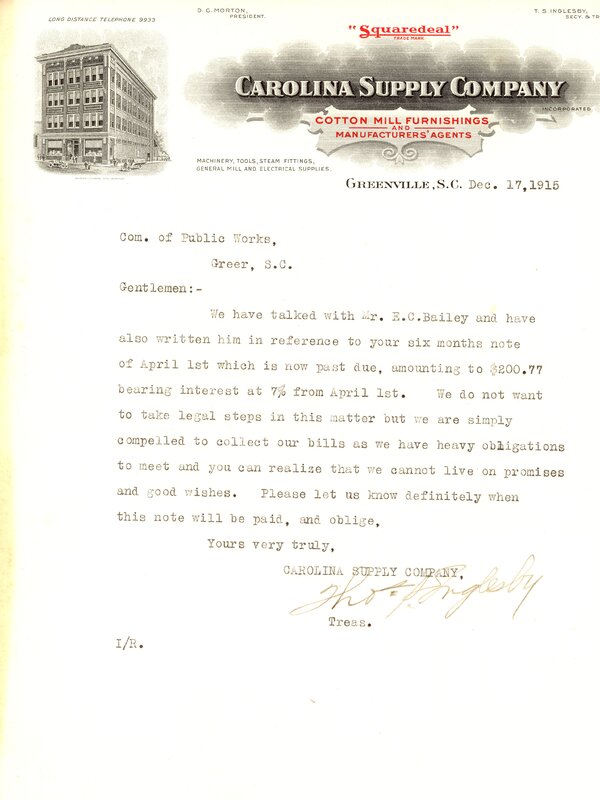 LONG DISTANCE TELEPHONE 9933
D. G. MORTON,
PRESIDENT.
T. S. INGLESBY,
SECY. & TR
"Squaredeal"
TRADE MARK
CAROLINA SUPPLY COMPANY
INCORPORATED
COTTON MILL FURNISHINGS
AND
MANUFACTURERS' AGENTS
MACHINERY, TOOLS, STEAM FITTINGS,
GENERAL MILL AND ELECTRICAL SUPPLIES.
GREENVILLE, S.C. Dec. 17,1915
Com. of Public Works,
Greer, S.C.
Gentlemen:-
We have talked with Mr. E.C.Bailey and have
also written him in reference to your six months note
of April 1st which is now past due, amounting to $200.77
bearing interest at 7% from April 1st. We do not want
to take legal steps in this matter but we are simply
compelled to collect our bills as we have heavy obligations
to meet and you can realize that we cannot live on promises
and good wishes. Please let us know definitely when
this note will be paid, and oblige,
Yours very truly,
CAROLINA SUPPLY COMPANY,
Thos. S. Inglesby
Treas.
I/R.